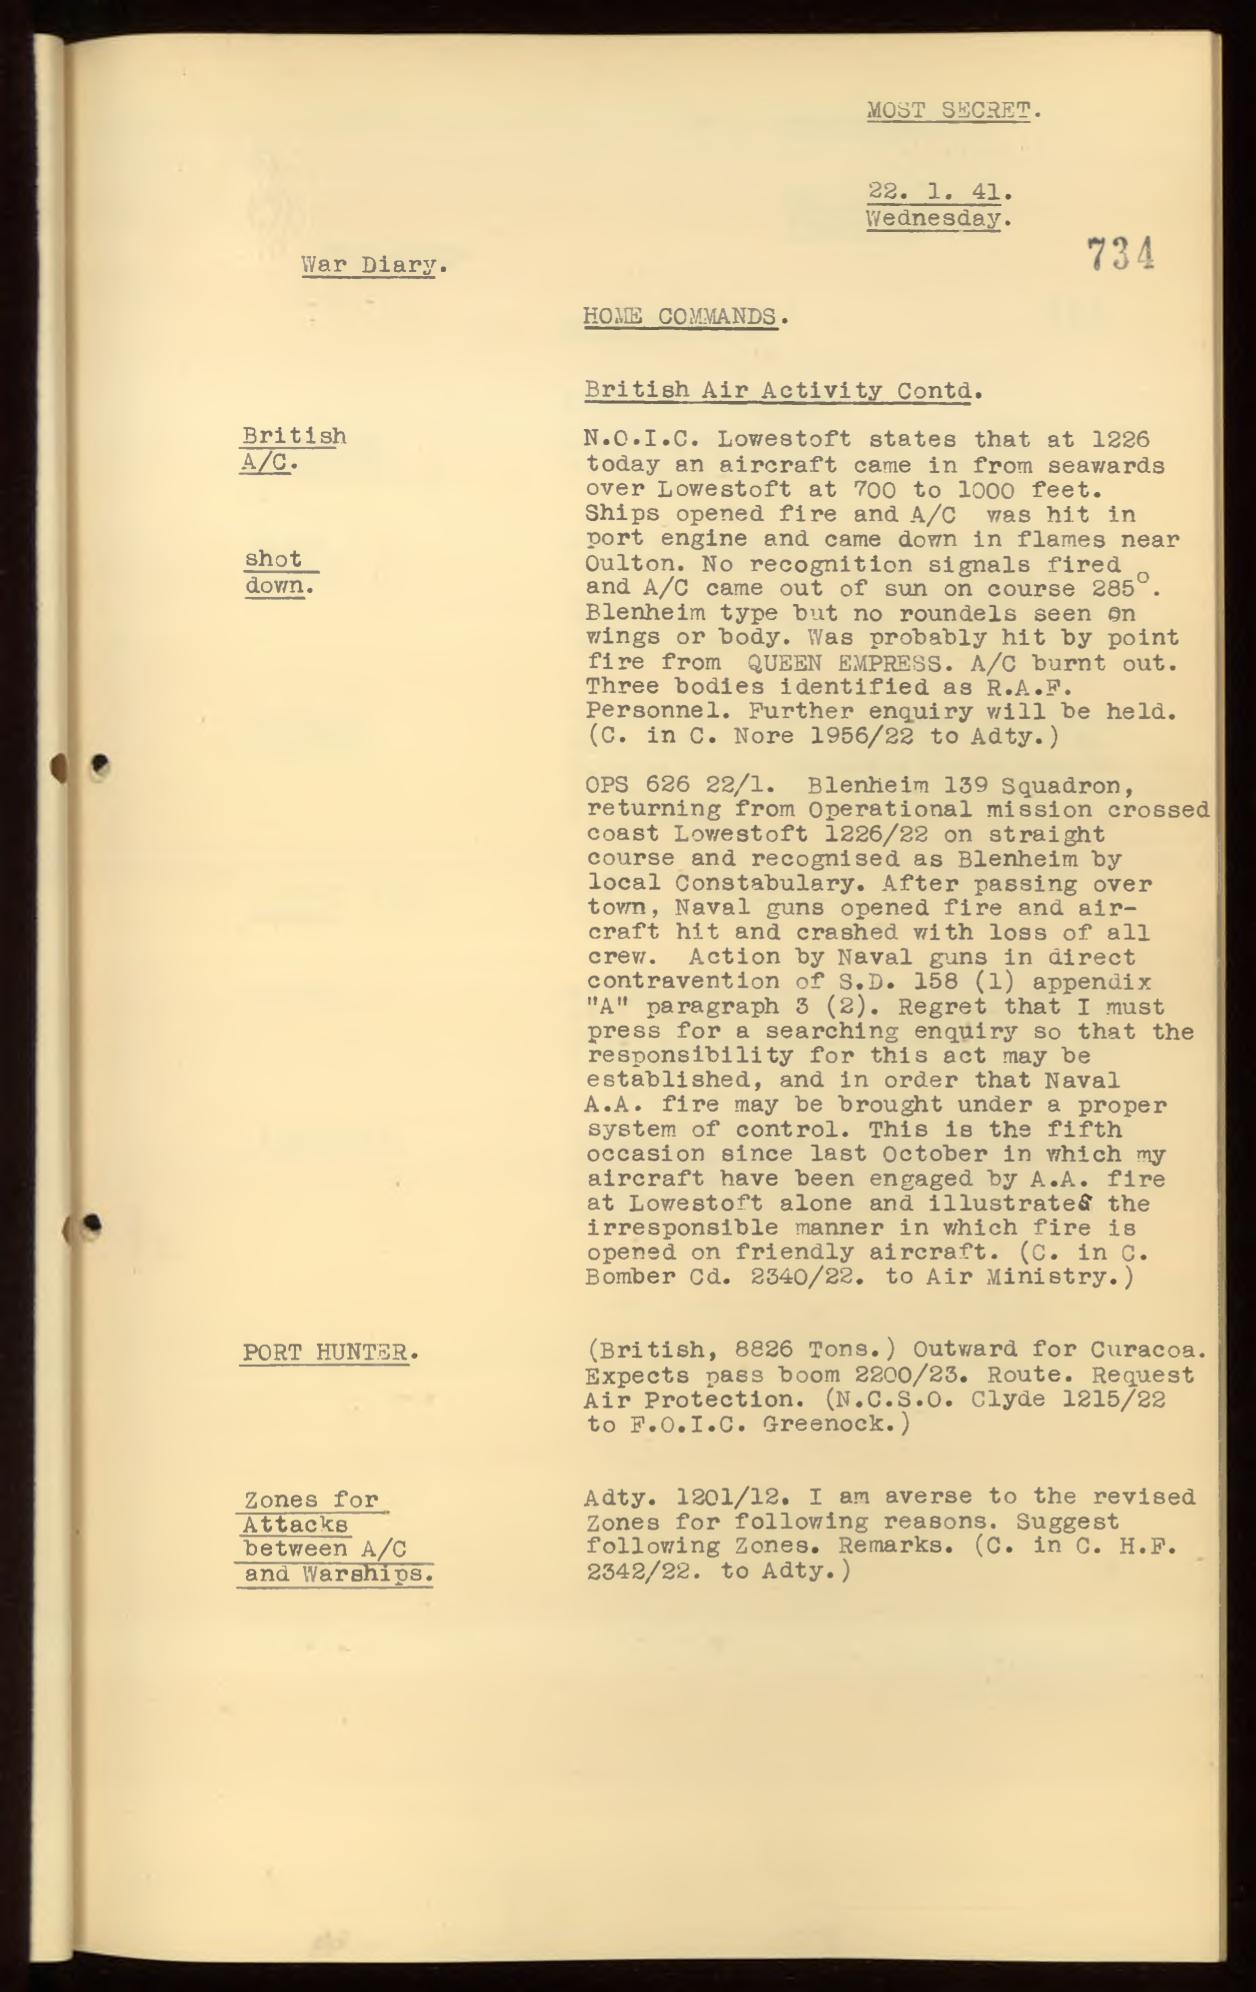 MOST SECRET.
22. 1. 41.
Wednesday.
734
War Diary.
HOME COMMANDS.
British Air Activity Contd.
British
A/C.
shot
down.
N.O.I.C. Lowestoft states that at 1226
today an aircraft came in from seawards
over Lowestoft at 700 to 1000 feet.
Ships opened fire and A/C was hit in
port engine and came down in flames near
Oulton. No recognition signals fired
and A/C came out of sun on course 285°.
Blenheim type but no roundels seen on
wings or body. Was probably hit by point
fire from QUEEN EMPRESS. A/C burnt out.
Three bodies identified as R.A.F.
Personnel. Further enquiry will be held.
(C. in C. Nore 1956/22 to Adty.)
OPS 626 22/1. Blenheim 139 Squadron,
returning from Operational mission crossed
coast Lowestoft 1226/22 on straight
course and recognised as Blenheim by
local Constabulary. After passing over
town, Naval guns opened fire and air-
craft hit and crashed with loss of all
crew. Action by Naval guns in direct
contravention of S.D. 158 (1) appendix
"A" paragraph 3 (2). Regret that I must
press for a searching enquiry so that the
responsibility for this act may be
established, and in order that Naval
A.A. fire may be brought under a proper
system of control. This is the fifth
occasion since last October in which my
aircraft have been engaged by A.A. fire
at Lowestoft alone and illustrates the
irresponsible manner in which fire is
opened on friendly aircraft. (C. in C.
Bomber Cd. 2340/22. to Air Ministry.)
PORT HUNTER.
(British, 8826 Tons.) Outward for Curacoa.
Expects pass boom 2200/23. Route. Request
Air Protection. (N.C.S.O. Clyde 1215/22
to F.O.I.C. Greenock.)
Zones for
Attacks
between A/C
and Warships.
Adty. 1201/12. I am averse to the revised
Zones for following reasons. Suggest
following Zones. Remarks. (C. in C. H.F.
2342/22. to Adty.)